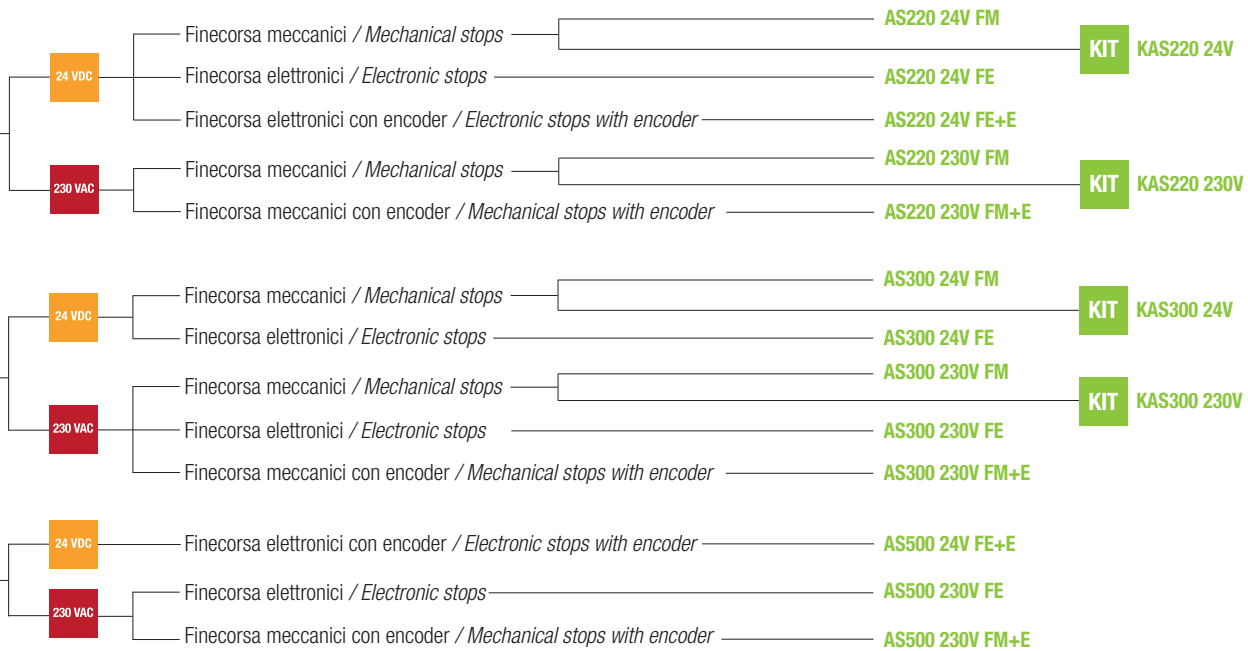 AS220 24V FM
Finecorsa meccanici / Mechanical stops
KIT KAS220 24V
24 VDC
Finecorsa elettronici / Electronic stops AS220 24V FE
Finecorsa elettronici con encoder / Electronic stops with encoder AS220 24V FE+E
AS220 230V FM
Finecorsa meccanici / Mechanical stops
KIT KAS220 230V
230 VAC
Finecorsa meccanici con encoder / Mechanical stops with encoder AS220 230V FM+E
AS300 24V FM
Finecorsa meccanici / Mechanical stops
KIT KAS300 24V
24 VDC
Finecorsa elettronici / Electronic stops AS300 24V FE
AS300 230V FM
Finecorsa meccanici / Mechanical stops
KIT KAS300 230V
230 VAC
Finecorsa elettronici / Electronic stops AS300 230V FE
Finecorsa meccanici con encoder / Mechanical stops with encoder AS300 230V FM+E
24 VDC
Finecorsa elettronici con encoder / Electronic stops with encoder AS500 24V FE+E
Finecorsa elettronici / Electronic stops AS500 230V FE
230 VAC
Finecorsa meccanici con encoder / Mechanical stops with encoder AS500 230V FM+E